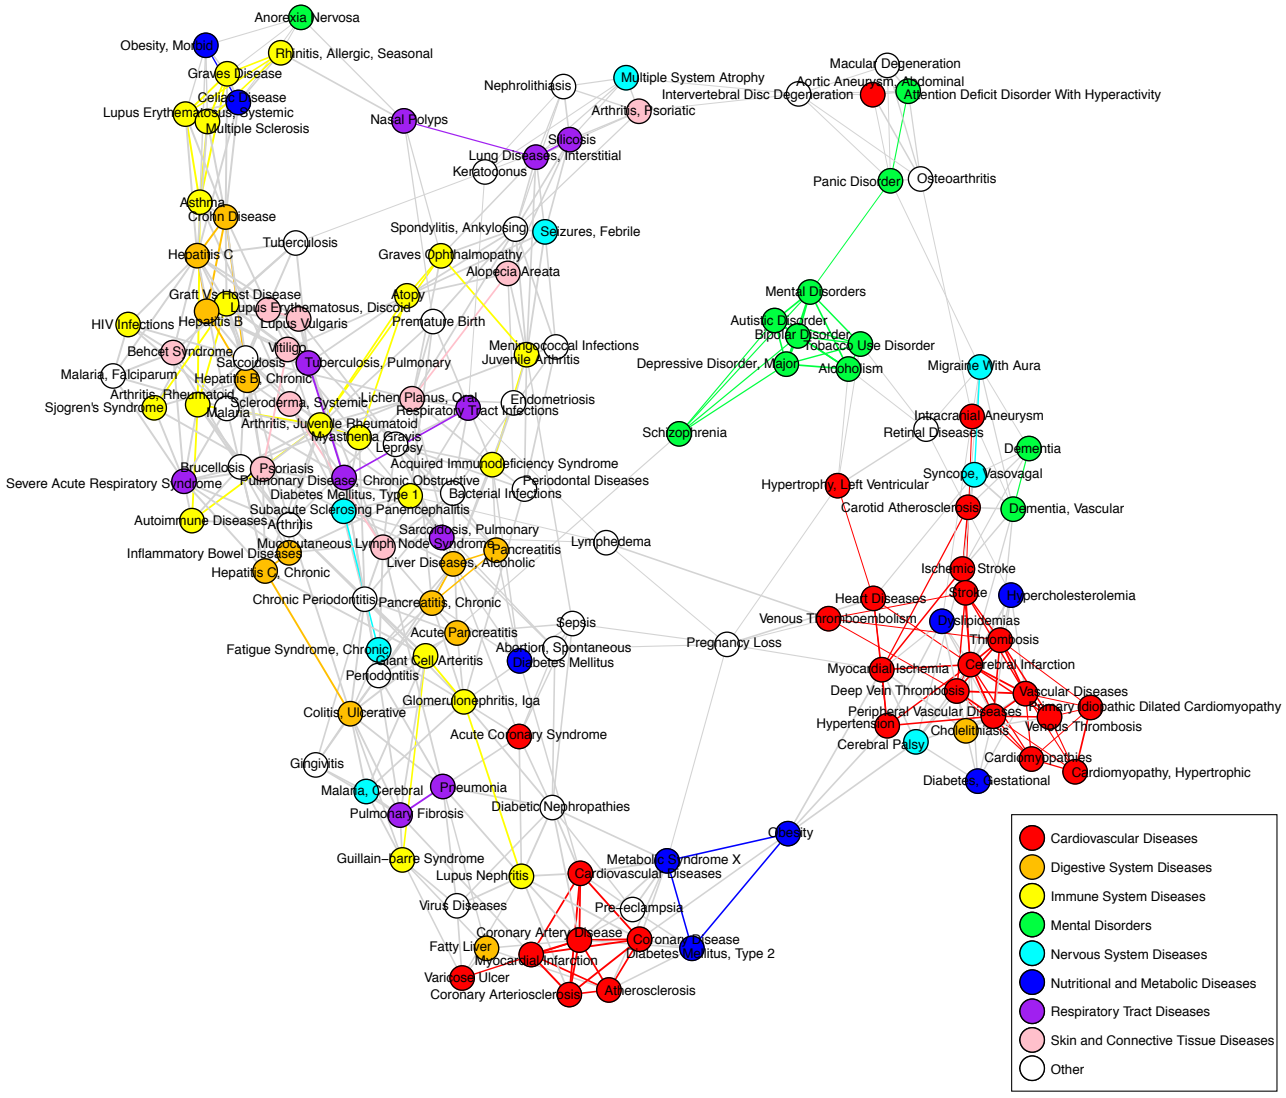 Anorexia Nervosa
Obesity, Morbid
Rhinitis, Allergic, Seasonal
Graves Disease
Celiac Disease
Lupus Erythematosus, Systemic
Multiple Sclerosis
Nasal Polyps
Nephrolithiasis
Multiple System Atrophy
Arthritis, Psoriatic
Silicosis
Lung Diseases, Interstitial
Keratoconus
Macular Degeneration
Aortic Aneurysm, Abdominal
Intervertebral Disc Degeneration
Attention Deficit Disorder With Hyperactivity
Panic Disorder
Osteoarthritis
Asthma
Crohn Disease
Tuberculosis
Hepatitis C
Spondylitis, Ankylosing
Seizures, Febrile
Graves Ophthalmopathy
Alopecia Areata
Graft Vs Host Disease
Lupus Erythematosus, Discoid
Hepatitis B
Lupus Vulgaris
HIV Infections
Atopy
Premature Birth
Mental Disorders
Autistic Disorder
Bipolar Disorder
Tobacco Use Disorder
Depressive Disorder, Major
Alcoholism
Behcet Syndrome
Vitiligo
Sarcoidosis
Tuberculosis, Pulmonary
Meningococcal Infections
Juvenile Arthritis
Malaria, Falciparum
Hepatitis B, Chronic
Migraine With Aura
Arthritis, Rheumatoid
Scleroderma, Systemic
Lichen Planus, Oral
Respiratory Tract Infections
Endometriosis
Sjogren's Syndrome
Malaria
Arthritis, Juvenile Rheumatoid
Myasthenia Gravis
Leprosy
Intracranial Aneurysm
Retinal Diseases
Schizophrenia
Dementia
Brucellosis
Psoriasis
Acquired Immunodeficiency Syndrome
Severe Acute Respiratory Syndrome
Pulmonary Disease, Chronic Obstructive
Periodontal Diseases
Diabetes Mellitus, Type 1
Bacterial Infections
Syncope, Vasovagal
Hypertrophy, Left Ventricular
Subacute Sclerosing Panencephalitis
Carotid Atherosclerosis
Dementia, Vascular
Autoimmune Diseases
Arthritis
Sarcoidosis, Pulmonary
Mucocutaneous Lymph Node Syndrome
Lymphedema
Inflammatory Bowel Diseases
Pancreatitis
Liver Diseases, Alcoholic
Hepatitis C, Chronic
Ischemic Stroke
Stroke
Hypercholesterolemia
Chronic Periodontitis
Pancreatitis, Chronic
Heart Diseases
Venous Thromboembolism
Dyslipidemias
Acute Pancreatitis
Sepsis
Thrombosis
Pregnancy Loss
Fatigue Syndrome, Chronic
Abortion, Spontaneous
Giant Cell Arteritis
Diabetes Mellitus
Myocardial Ischemia
Cerebral Infarction
Periodontitis
Deep Vein Thrombosis
Vascular Diseases
Glomerulonephritis, Iga
Colitis, Ulcerative
Peripheral Vascular Diseases
Primary Idiopathic Dilated Cardiomyopathy
Hypertension
Venous Thrombosis
Cholelithiasis
Acute Coronary Syndrome
Cerebral Palsy
Cardiomyopathies
Gingivitis
Cardiomyopathy, Hypertrophic
Diabetes, Gestational
Malaria, Cerebral
Pneumonia
Pulmonary Fibrosis
Diabetic Nephropathies
Obesity
Guillain−barre Syndrome
Metabolic Syndrome X
Lupus Nephritis
Cardiovascular Diseases
Virus Diseases
Pre−eclampsia
Coronary Artery Disease
Coronary Disease
Fatty Liver
Diabetes Mellitus, Type 2
Myocardial Infarction
Varicose Ulcer
Coronary Arteriosclerosis
Atherosclerosis
Cardiovascular Diseases
Digestive System Diseases
Immune System Diseases
Mental Disorders
Nervous System Diseases
Nutritional and Metabolic Diseases
Respiratory Tract Diseases
Skin and Connective Tissue Diseases
Other